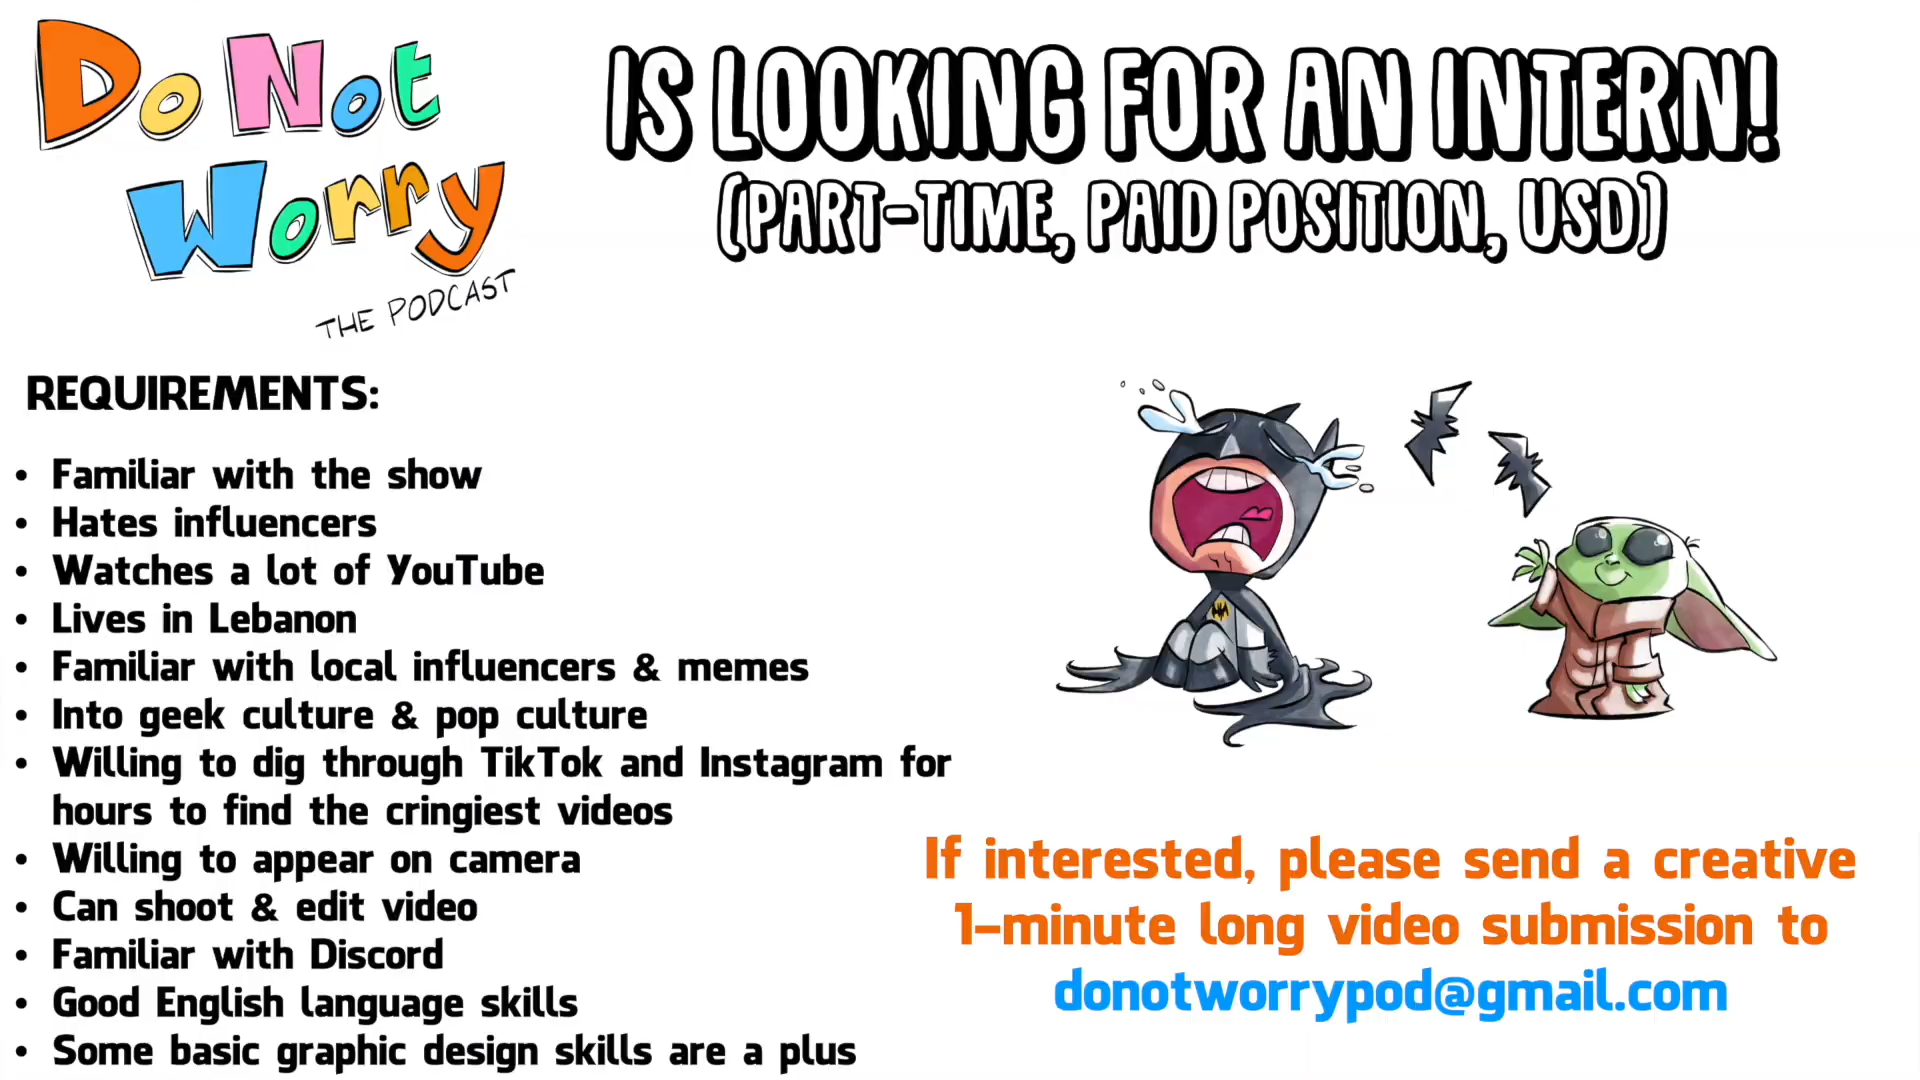 Do Not
Worry
THE PODCAST
IS LOOKING FOR AN INTERN!
(PART-TIME, PAID POSITION, USD)
REQUIREMENTS:
• Familiar with the show
• Hates influencers
• Watches a lot of YouTube
• Lives in Lebanon
• Familiar with local influencers & memes
• Into geek culture & pop culture
• Willing to dig through TikTok and Instagram for
hours to find the cringiest videos
• Willing to appear on camera
• Can shoot & edit video
• Familiar with Discord
• Good English language skills
• Some basic graphic design skills are a plus
If interested, please send a creative
1-minute long video submission to
donotworrypod@gmail.com